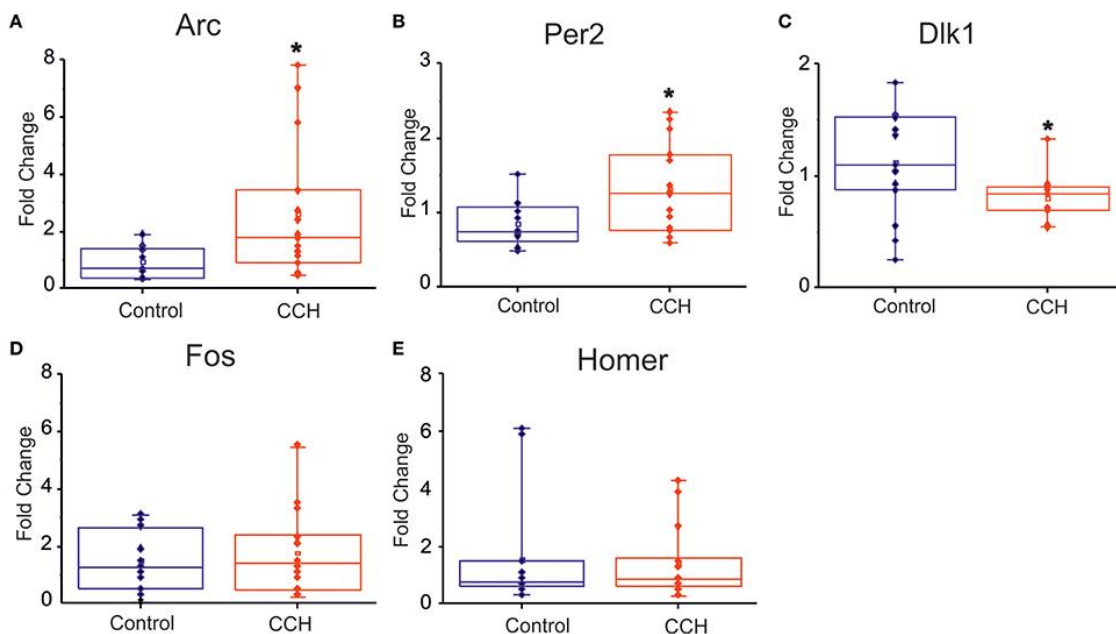 A
Arc
*
8
6
4
2
0
Fold Change
Control
CCH
B
Per2
*
3
2
1
0
Fold Change
Control
CCH
C
Dlk1
*
2
1
0
Fold Change
Control
CCH
D
Fos
8
6
4
2
0
Fold Change
Control
CCH
E
Homer
8
6
4
2
0
Fold Change
Control
CCH